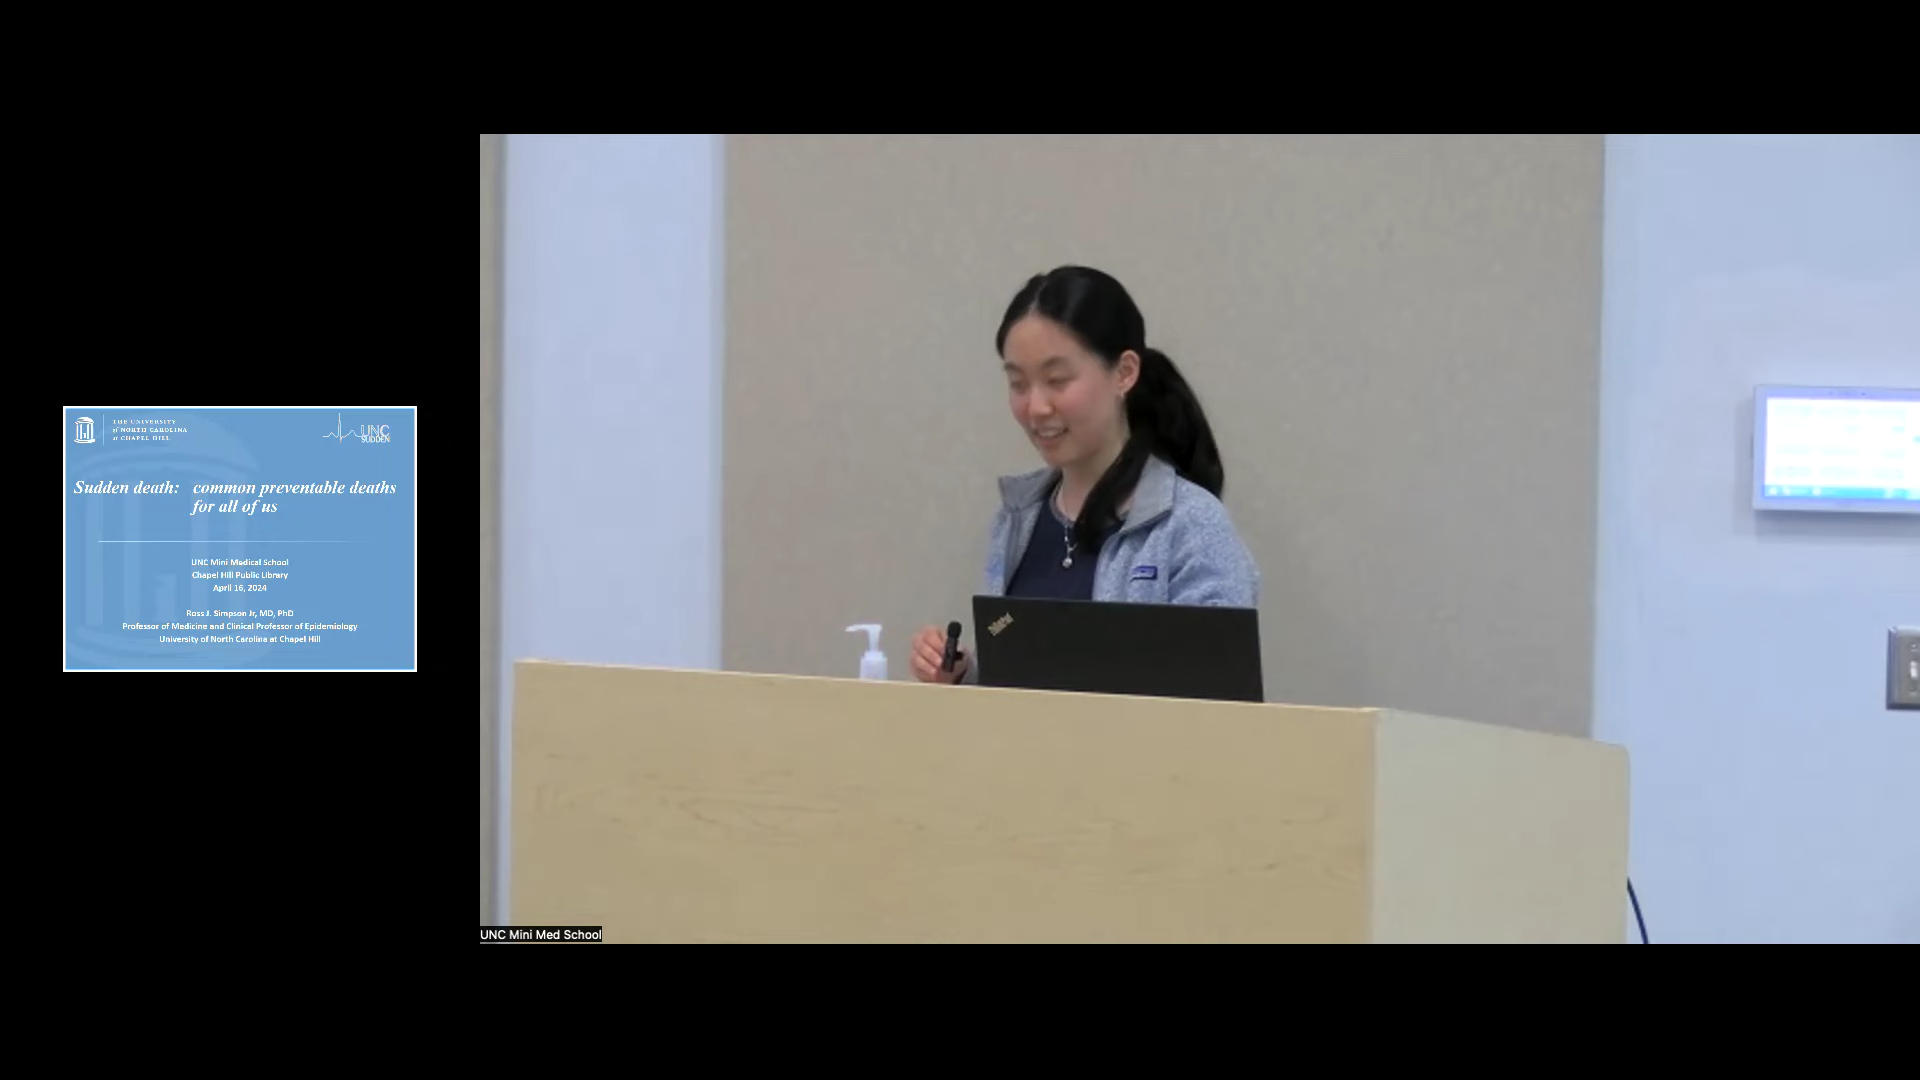 THE UNIVERSITY
of NORTH CAROLINA
at CHAPEL HILL
UNC
SUDDEN
Sudden death: common preventable deaths
for all of us
UNC Mini Medical School
Chapel Hill Public Library
April 16, 2024
Ross J. Simpson Jr, MD, PhD
Professor of Medicine and Clinical Professor of Epidemiology
University of North Carolina at Chapel Hill
ThinkPad
UNC Mini Med School